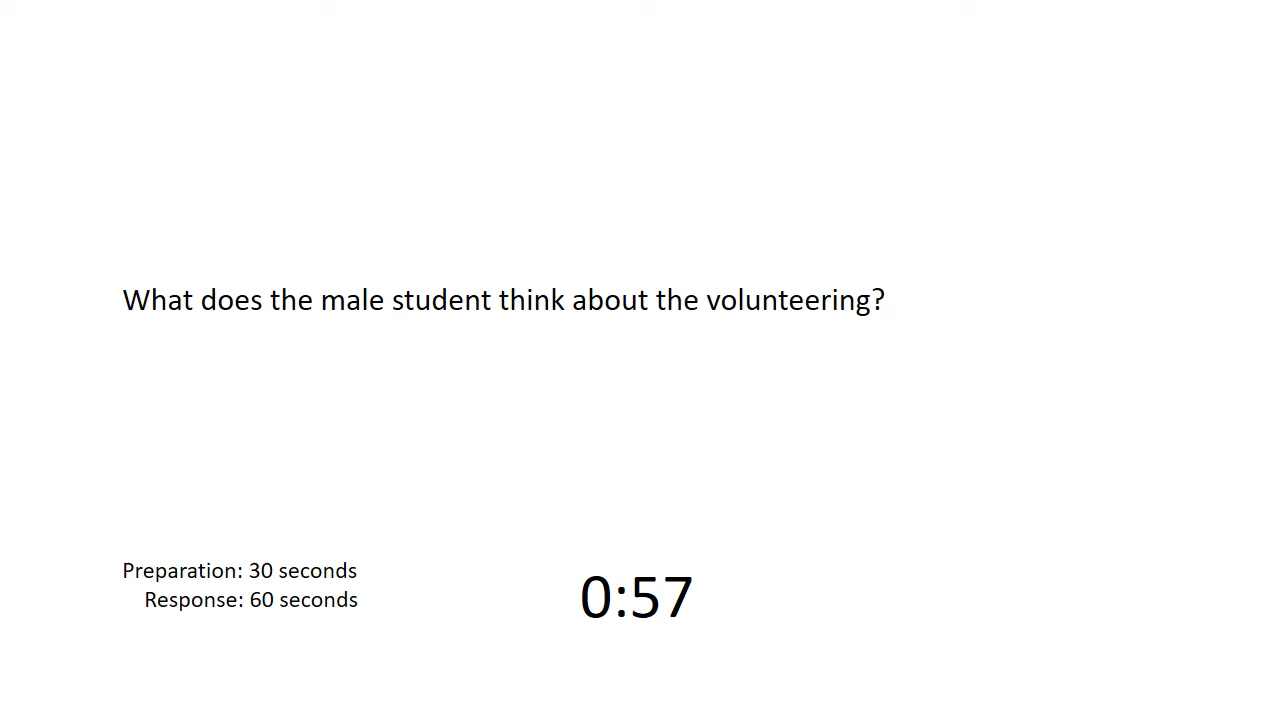 What does the male student think about the volunteering?
Preparation: 30 seconds
Response: 60 seconds
0:57